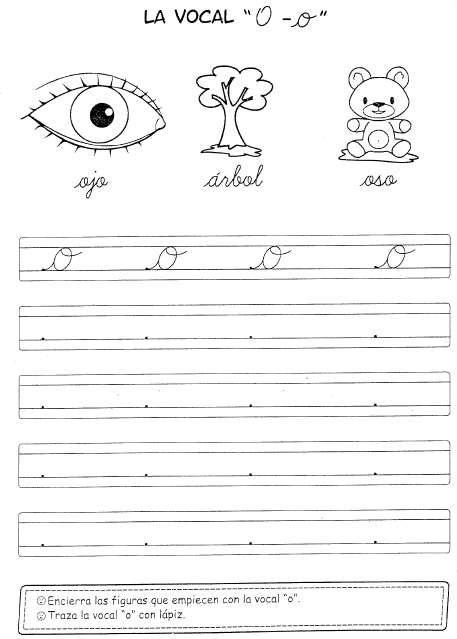 LA VOCAL "O - o"
ojo árbol oso
o o o o
Encierra las figuras que empiecen con la vocal "o".
Traza la vocal "o" con lápiz.